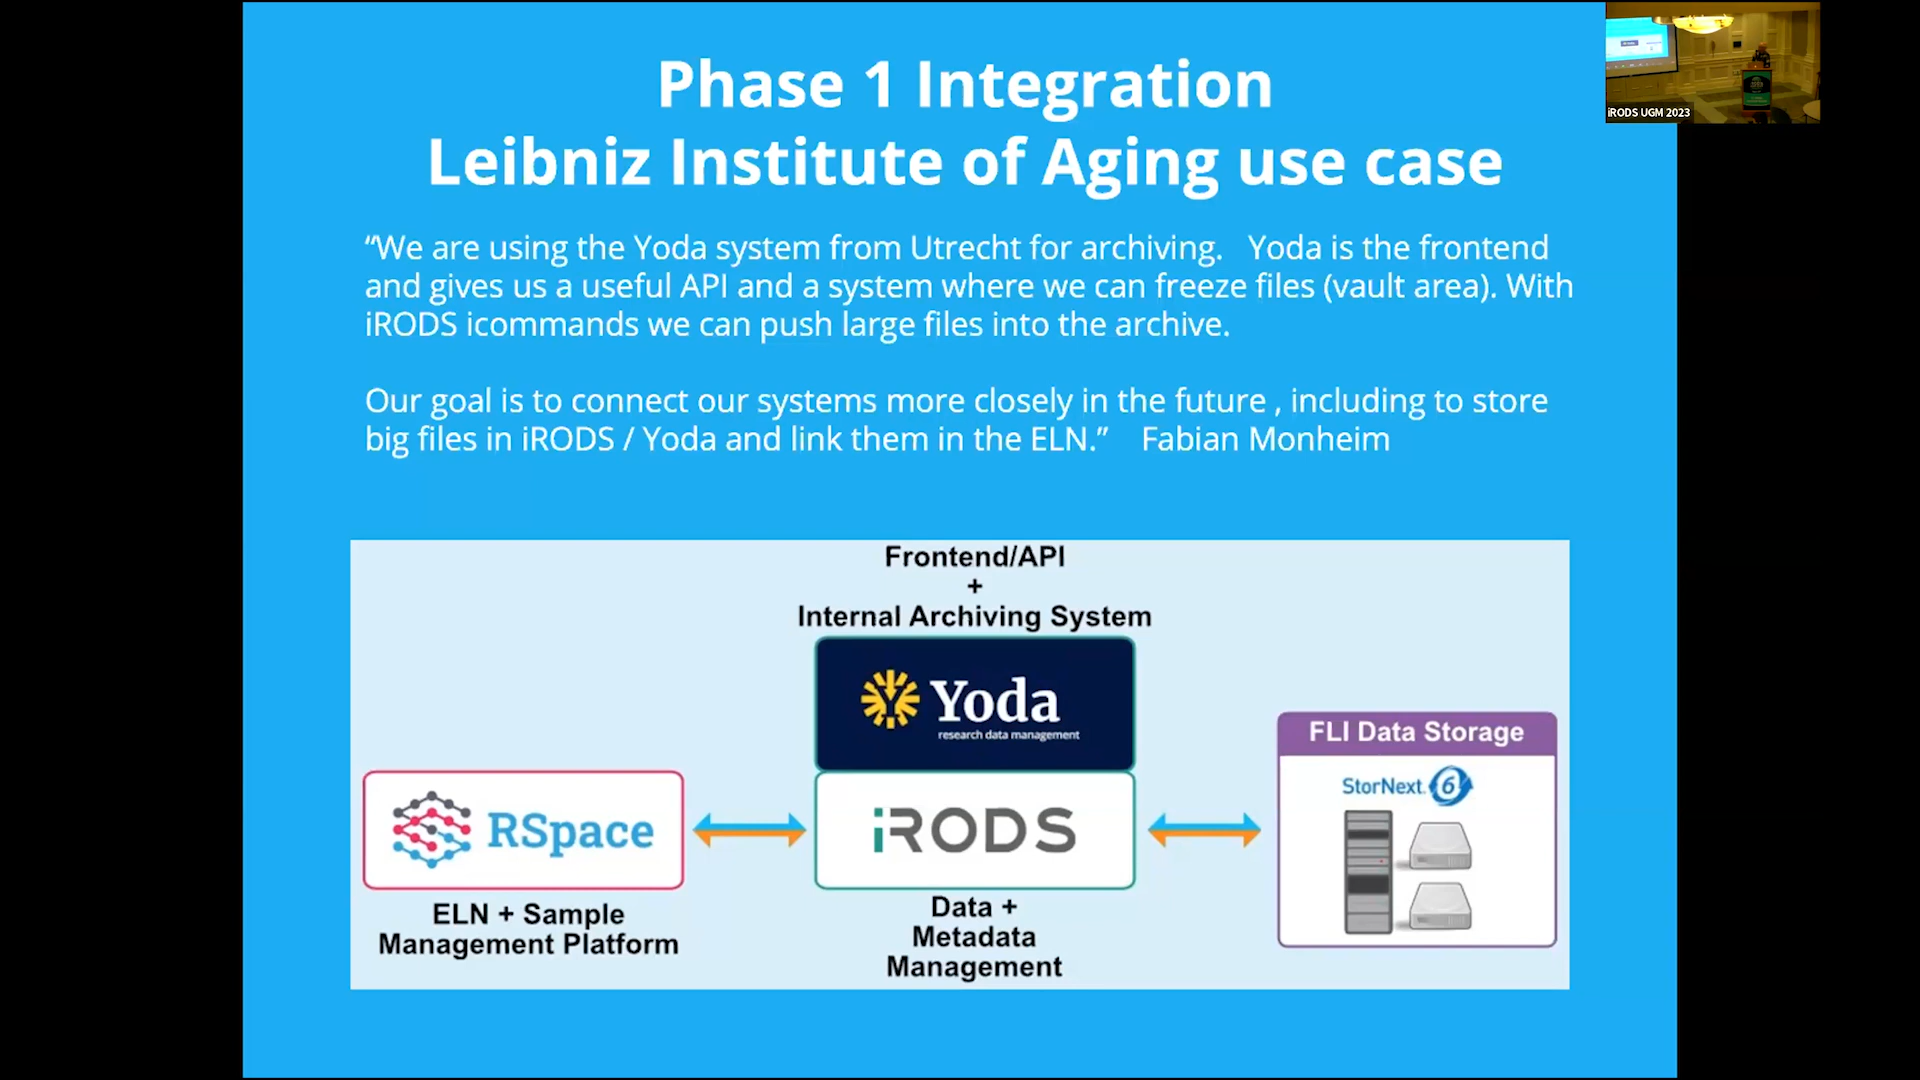 Phase 1 Integration
Leibniz Institute of Aging use case
“We are using the Yoda system from Utrecht for archiving. Yoda is the frontend
and gives us a useful API and a system where we can freeze files (vault area). With
iRODS icommands we can push large files into the archive.
Our goal is to connect our systems more closely in the future , including to store
big files in iRODS / Yoda and link them in the ELN.” Fabian Monheim
Frontend/API
+
Internal Archiving System
Yoda
research data management
RSpace
ELN + Sample
Management Platform
iRODS
Data +
Metadata
Management
FLI Data Storage
StorNext 6
iRODS UGM 2023